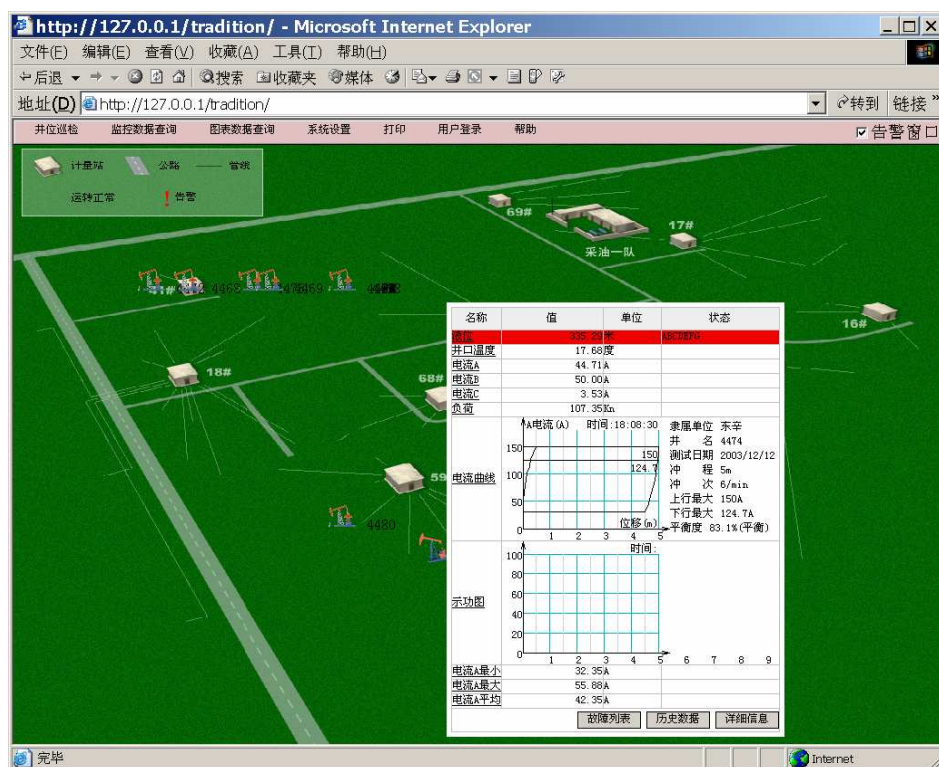 http://127.0.0.1/tradition/ - Microsoft Internet Explorer
文件(F) 编辑(E) 查看(V) 收藏(A) 工具(T) 帮助(H)
后退 搜索 收藏夹 媒体
地址(D) http://127.0.0.1/tradition/ 转到 链接 »
井位巡检 监控数据查询 图表数据查询 系统设置 打印 用户登录 帮助 告警窗口
计量站 公路 管线
运转正常 告警
69#
17#
采油一队
4468 4469
16#
18#
68#
59
4480
名称 值 单位 状态
液位 335.29 米 ABCDEFG
井口温度 17.68 度
电流A 44.71 A
电流B 50.00 A
电流C 3.53 A
负荷 107.35 Kn
电流曲线
A电流(A) 时间:18:08:30
150
100
50
0
150
124.7
位移(m)
1 2 3 4 5
隶属单位 东辛
井 名 4474
测试日期 2003/12/12
冲 程 5m
冲 次 6/min
上行最大 150A
下行最大 124.7A
平衡度 83.1%(平衡)
示功图
时间:
100
80
60
40
20
0
1 2 3 4 5 6 7 8 9
电流A最小 32.35 A
电流A最大 55.88 A
电流A平均 42.35 A
故障列表 历史数据 详细信息
完毕 Internet